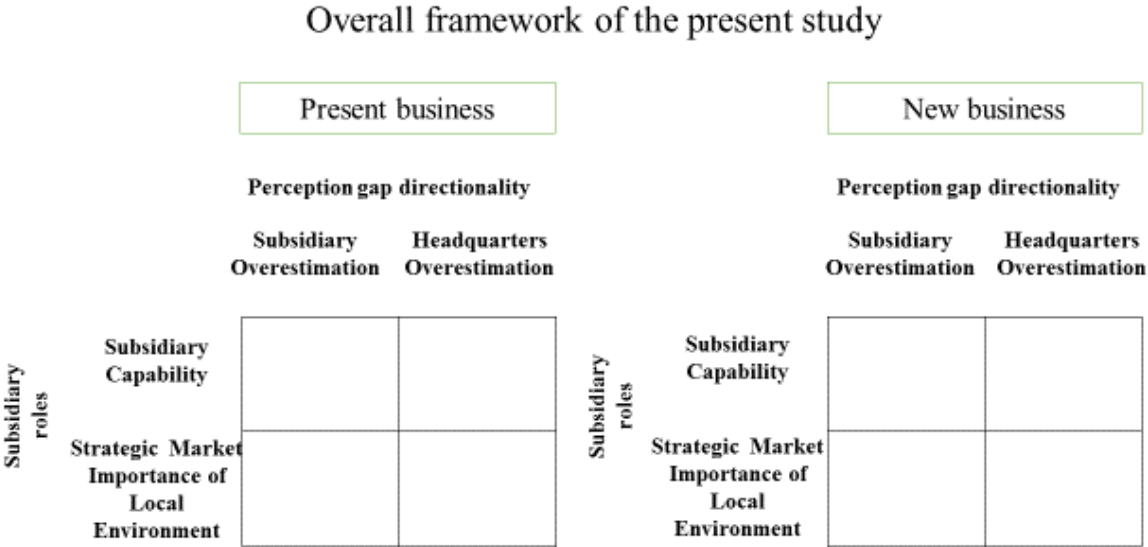 Overall framework of the present study
Present business
Perception gap directionality
Subsidiary
Overestimation
Headquarters
Overestimation
Subsidiary
roles
Subsidiary
Capability
Strategic Market
Importance of
Local
Environment
New business
Perception gap directionality
Subsidiary
Overestimation
Headquarters
Overestimation
Subsidiary
roles
Subsidiary
Capability
Strategic Market
Importance of
Local
Environment